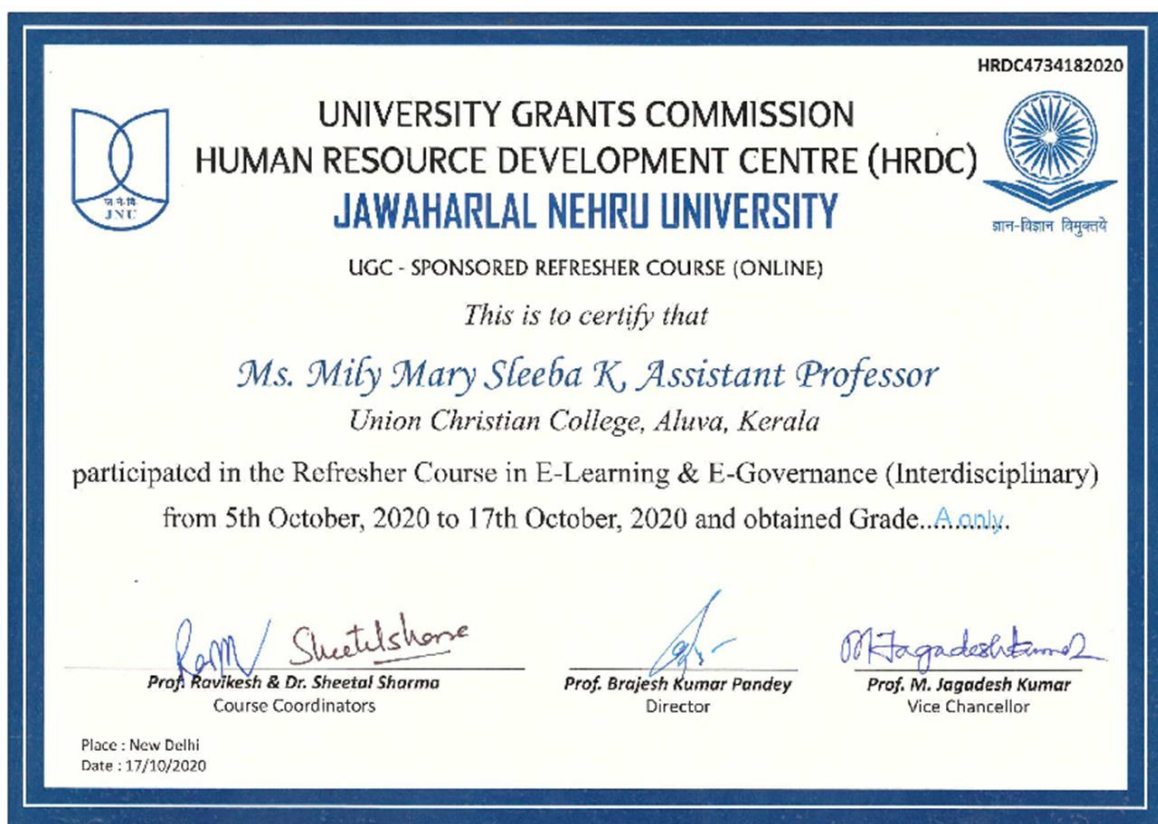 HRDC4734182020
UNIVERSITY GRANTS COMMISSION
HUMAN RESOURCE DEVELOPMENT CENTRE (HRDC)
JAWAHARLAL NEHRU UNIVERSITY
ज.ने.वि.
JNU
ज्ञान-विज्ञान विमुक्तये
UGC - SPONSORED REFRESHER COURSE (ONLINE)
This is to certify that
Ms. Mily Mary Sleeba K, Assistant Professor
Union Christian College, Aluva, Kerala
participated in the Refresher Course in E-Learning & E-Governance (Interdisciplinary)
from 5th October, 2020 to 17th October, 2020 and obtained Grade..A only.
Sheetalsharma
MJagadeshkumar
Prof. Ravikesh & Dr. Sheetal Sharma
Course Coordinators
Prof. Brajesh Kumar Pandey
Director
Prof. M. Jagadesh Kumar
Vice Chancellor
Place : New Delhi
Date : 17/10/2020